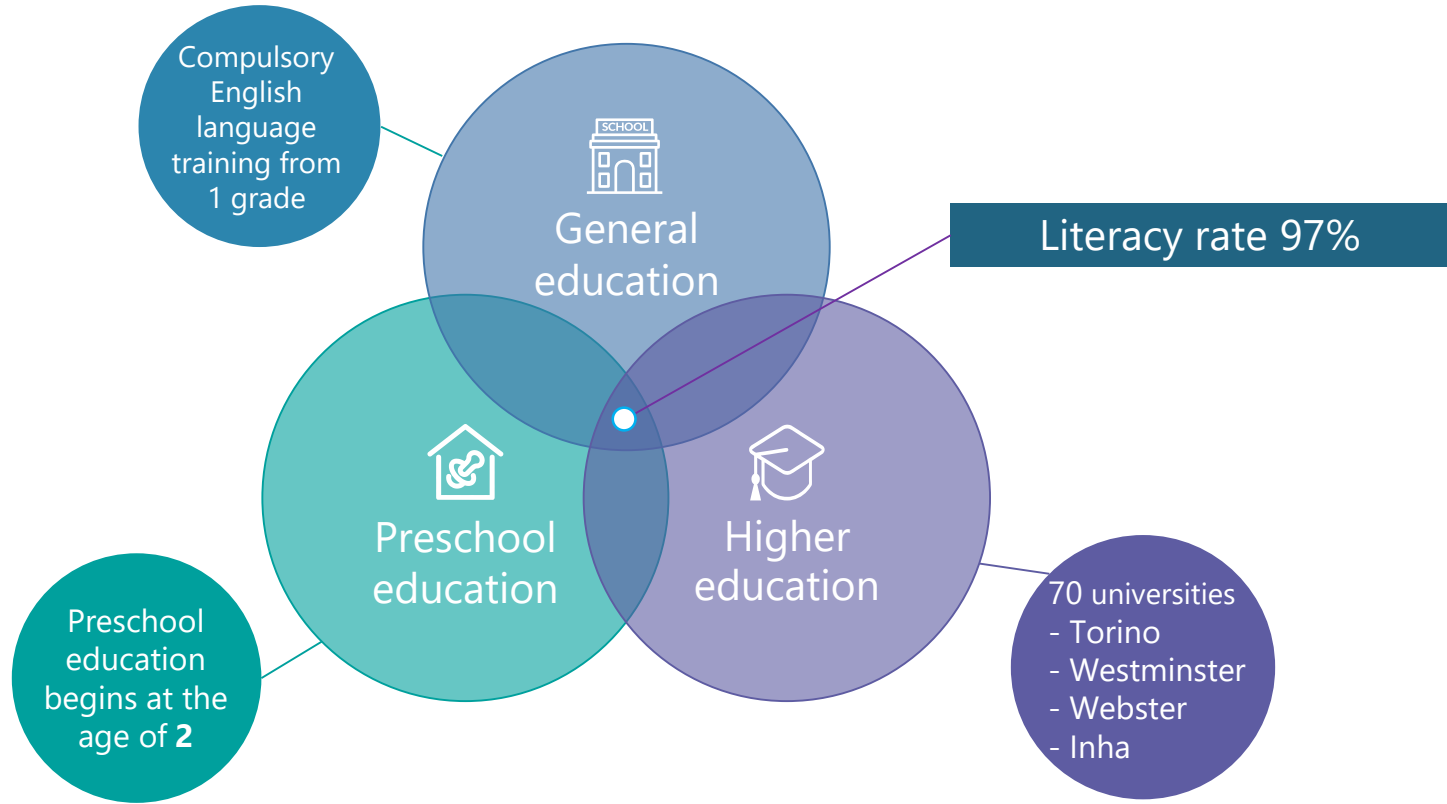 Compulsory
English
language
training from
1 grade
SCHOOL
General
education
Literacy rate 97%
Preschool
education
Higher
education
Preschool
education
begins at the
age of 2
70 universities
- Torino
- Westminster
- Webster
- Inha